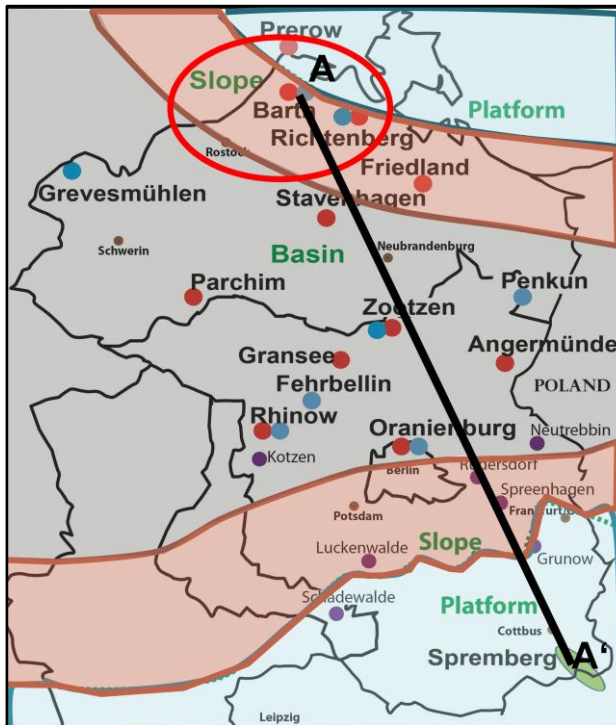 Prerow
A
Slope
Barth
Platform
Richtenberg
Rostock
Friedland
Grevesmühlen
Stavenhagen
Schwerin
Basin
Neubrandenburg
Parchim
Penkun
Zootzen
Gransee
Angermünde
Fehrbellin
POLAND
Rhinow
Oranienburg
Neutrebbin
Kotzen
Berlin
Rüdersdorf
Spreenhagen
Potsdam
Frankfurt/O
Luckenwalde
Slope
Grunow
Schadewalde
Platform
Cottbus
Spremberg
A'
Leipzig